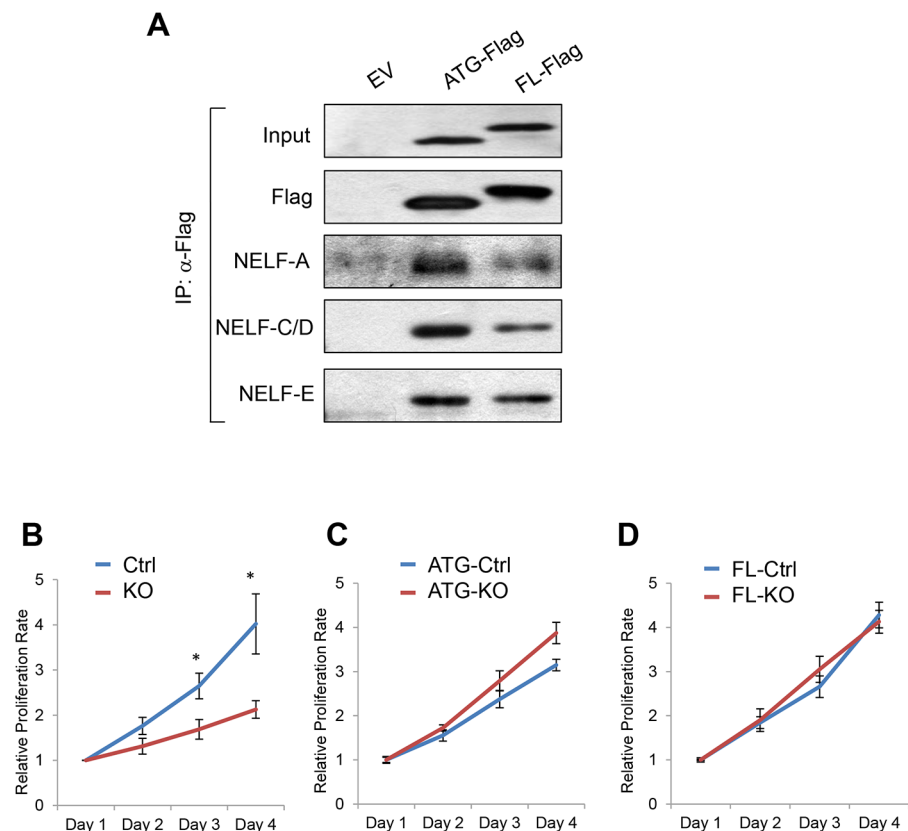 A
EV
ATG-Flag
FL-Flag
IP: α-Flag
Input
Flag
NELF-A
NELF-C/D
NELF-E
B
Ctrl
KO
Relative Proliferation Rate
5
4
3
2
1
0
*
*
Day 1 Day 2 Day 3 Day 4
C
ATG-Ctrl
ATG-KO
Relative Proliferation Rate
5
4
3
2
1
0
Day 1 Day 2 Day 3 Day 4
D
FL-Ctrl
FL-KO
Relative Proliferation Rate
5
4
3
2
1
0
Day 1 Day 2 Day 3 Day 4